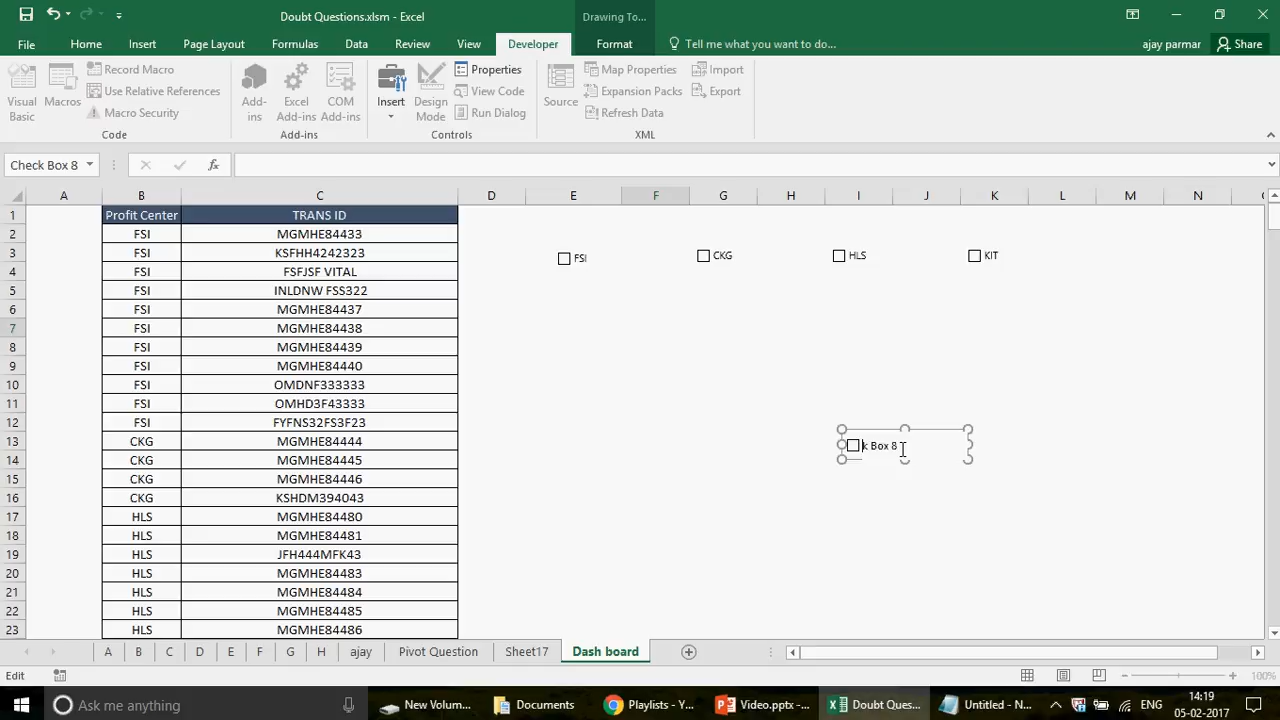 Doubt Questions.xlsm - Excel
Drawing To...
File Home Insert Page Layout Formulas Data Review View Developer Format Tell me what you want to do... ajay parmar Share
Visual Basic
Macros
Record Macro
Use Relative References
Macro Security
Code
Add-ins
Excel Add-ins
COM Add-ins
Add-ins
Insert
Design Mode
Properties
View Code
Run Dialog
Controls
Source
Map Properties
Expansion Packs
Refresh Data
Import
Export
XML
Check Box 8 fx
A B C D E F G H I J K L M N
1 Profit Center TRANS ID
2 FSI MGMHE84433
3 FSI KSFHH4242323 FSI CKG HLS KIT
4 FSI FSFJSF VITAL
5 FSI INLDNW FSS322
6 FSI MGMHE84437
7 FSI MGMHE84438
8 FSI MGMHE84439
9 FSI MGMHE84440
10 FSI OMDNF333333
11 FSI OMHD3F43333
12 FSI FYFNS32FS3F23
13 CKG MGMHE84444 k Box 8
14 CKG MGMHE84445
15 CKG MGMHE84446
16 CKG KSHDM394043
17 HLS MGMHE84480
18 HLS MGMHE84481
19 HLS JFH444MFK43
20 HLS MGMHE84483
21 HLS MGMHE84484
22 HLS MGMHE84485
23 HLS MGMHE84486
A B C D E F G H ajay Pivot Question Sheet17 Dash board
Edit 100%
Ask me anything New Volum... Documents Playlists - Y... Video.pptx -... Doubt Ques... Untitled - N... ENG 14:19
05-02-2017